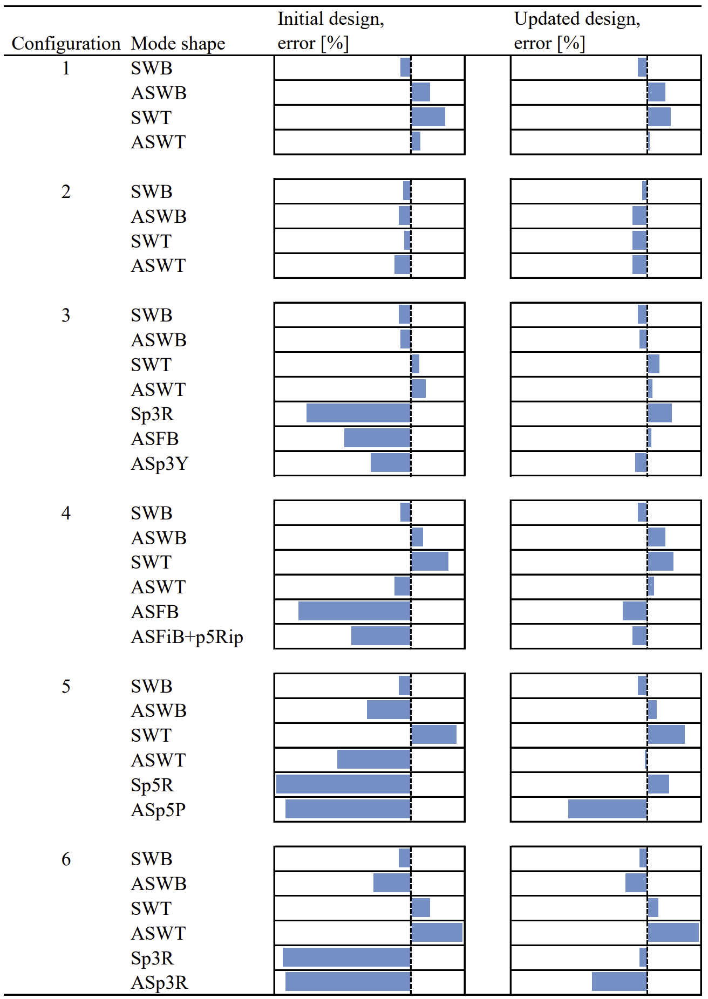 Initial design, Updated design,
Configuration Mode shape error [%] error [%]
1 SWB
ASWB
SWT
ASWT
2 SWB
ASWB
SWT
ASWT
3 SWB
ASWB
SWT
ASWT
Sp3R
ASFB
ASp3Y
4 SWB
ASWB
SWT
ASWT
ASFB
ASFiB+p5Rip
5 SWB
ASWB
SWT
ASWT
Sp5R
ASp5P
6 SWB
ASWB
SWT
ASWT
Sp3R
ASp3R